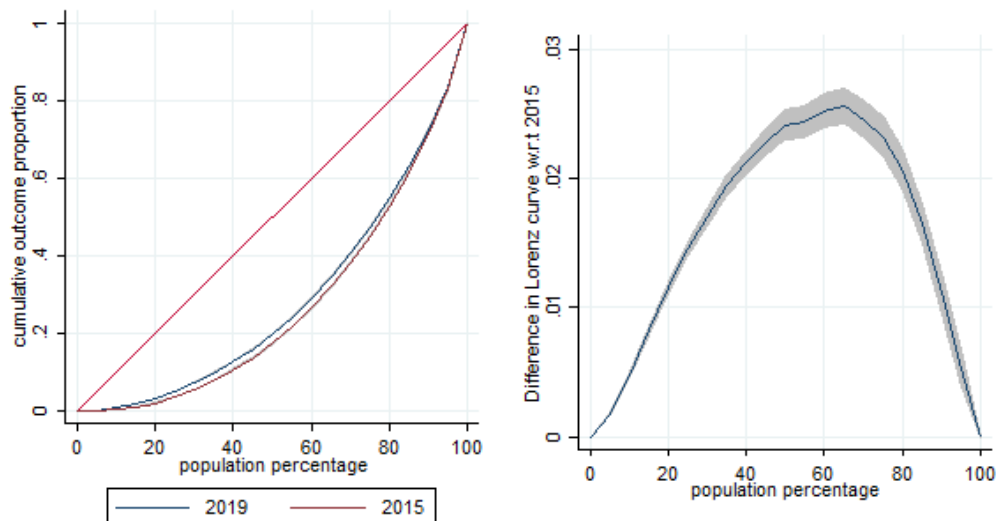 cumulative outcome proportion
1
.8
.6
.4
.2
0
0 20 40 60 80 100
population percentage
2019 2015
Difference in Lorenz curve w.r.t 2015
.03
.02
.01
0
0 20 40 60 80 100
population percentage